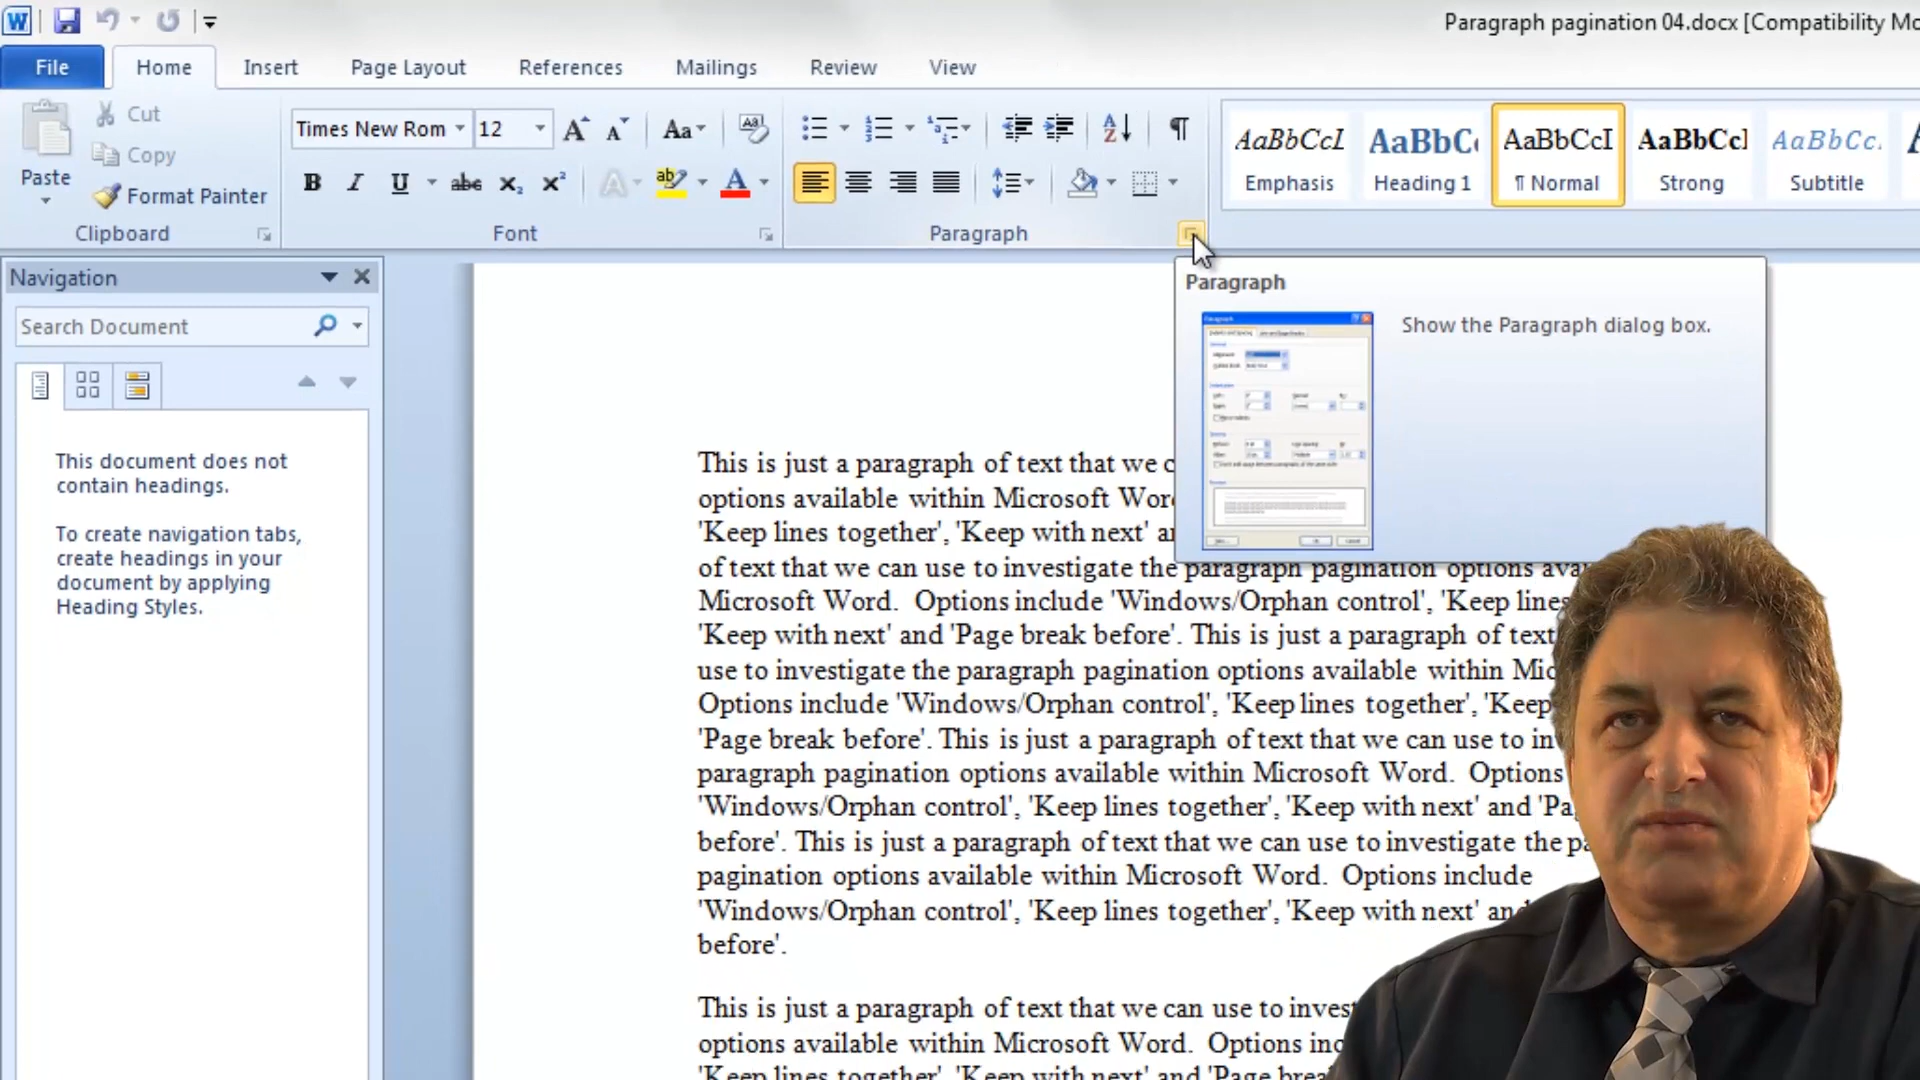 Paragraph pagination 04.docx [Compatibility Mo
File Home Insert Page Layout References Mailings Review View
Cut
Copy
Paste
Format Painter
Clipboard
Times New Rom 12
Font
Paragraph
AaBbCcI AaBbC AaBbCcI AaBbCcI AaBbCc.
Emphasis Heading 1 ¶ Normal Strong Subtitle
Navigation
Search Document
This document does not
contain headings.
To create navigation tabs,
create headings in your
document by applying
Heading Styles.
Paragraph
Show the Paragraph dialog box.
This is just a paragraph of text that we c
options available within Microsoft Word
'Keep lines together', 'Keep with next' a
of text that we can use to investigate the paragraph pagination options ava
Microsoft Word. Options include 'Windows/Orphan control', 'Keep lines
'Keep with next' and 'Page break before'. This is just a paragraph of text
use to investigate the paragraph pagination options available within Mic
Options include 'Windows/Orphan control', 'Keep lines together', 'Keep
'Page break before'. This is just a paragraph of text that we can use to in
paragraph pagination options available within Microsoft Word. Options
'Windows/Orphan control', 'Keep lines together', 'Keep with next' and 'Pa
before'. This is just a paragraph of text that we can use to investigate the pa
pagination options available within Microsoft Word. Options include
'Windows/Orphan control', 'Keep lines together', 'Keep with next' and
before'.
This is just a paragraph of text that we can use to invest
options available within Microsoft Word. Options inc
'Keep lines together', 'Keep with next' and 'Page brea